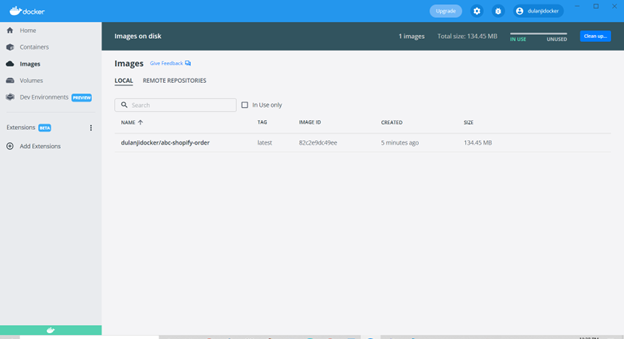 docker
Upgrade
dulanjidocker
Home
Containers
Images
Volumes
Dev Environments PREVIEW
Extensions BETA
Add Extensions
Images on disk
1 images
Total size: 134.45 MB
IN USE
UNUSED
Clean up...
Images Give Feedback
LOCAL REMOTE REPOSITORIES
Search
In Use only
NAME TAG IMAGE ID CREATED SIZE
dulanjidocker/abc-shopify-order latest 82c2e9dc49ee 5 minutes ago 134.45 MB